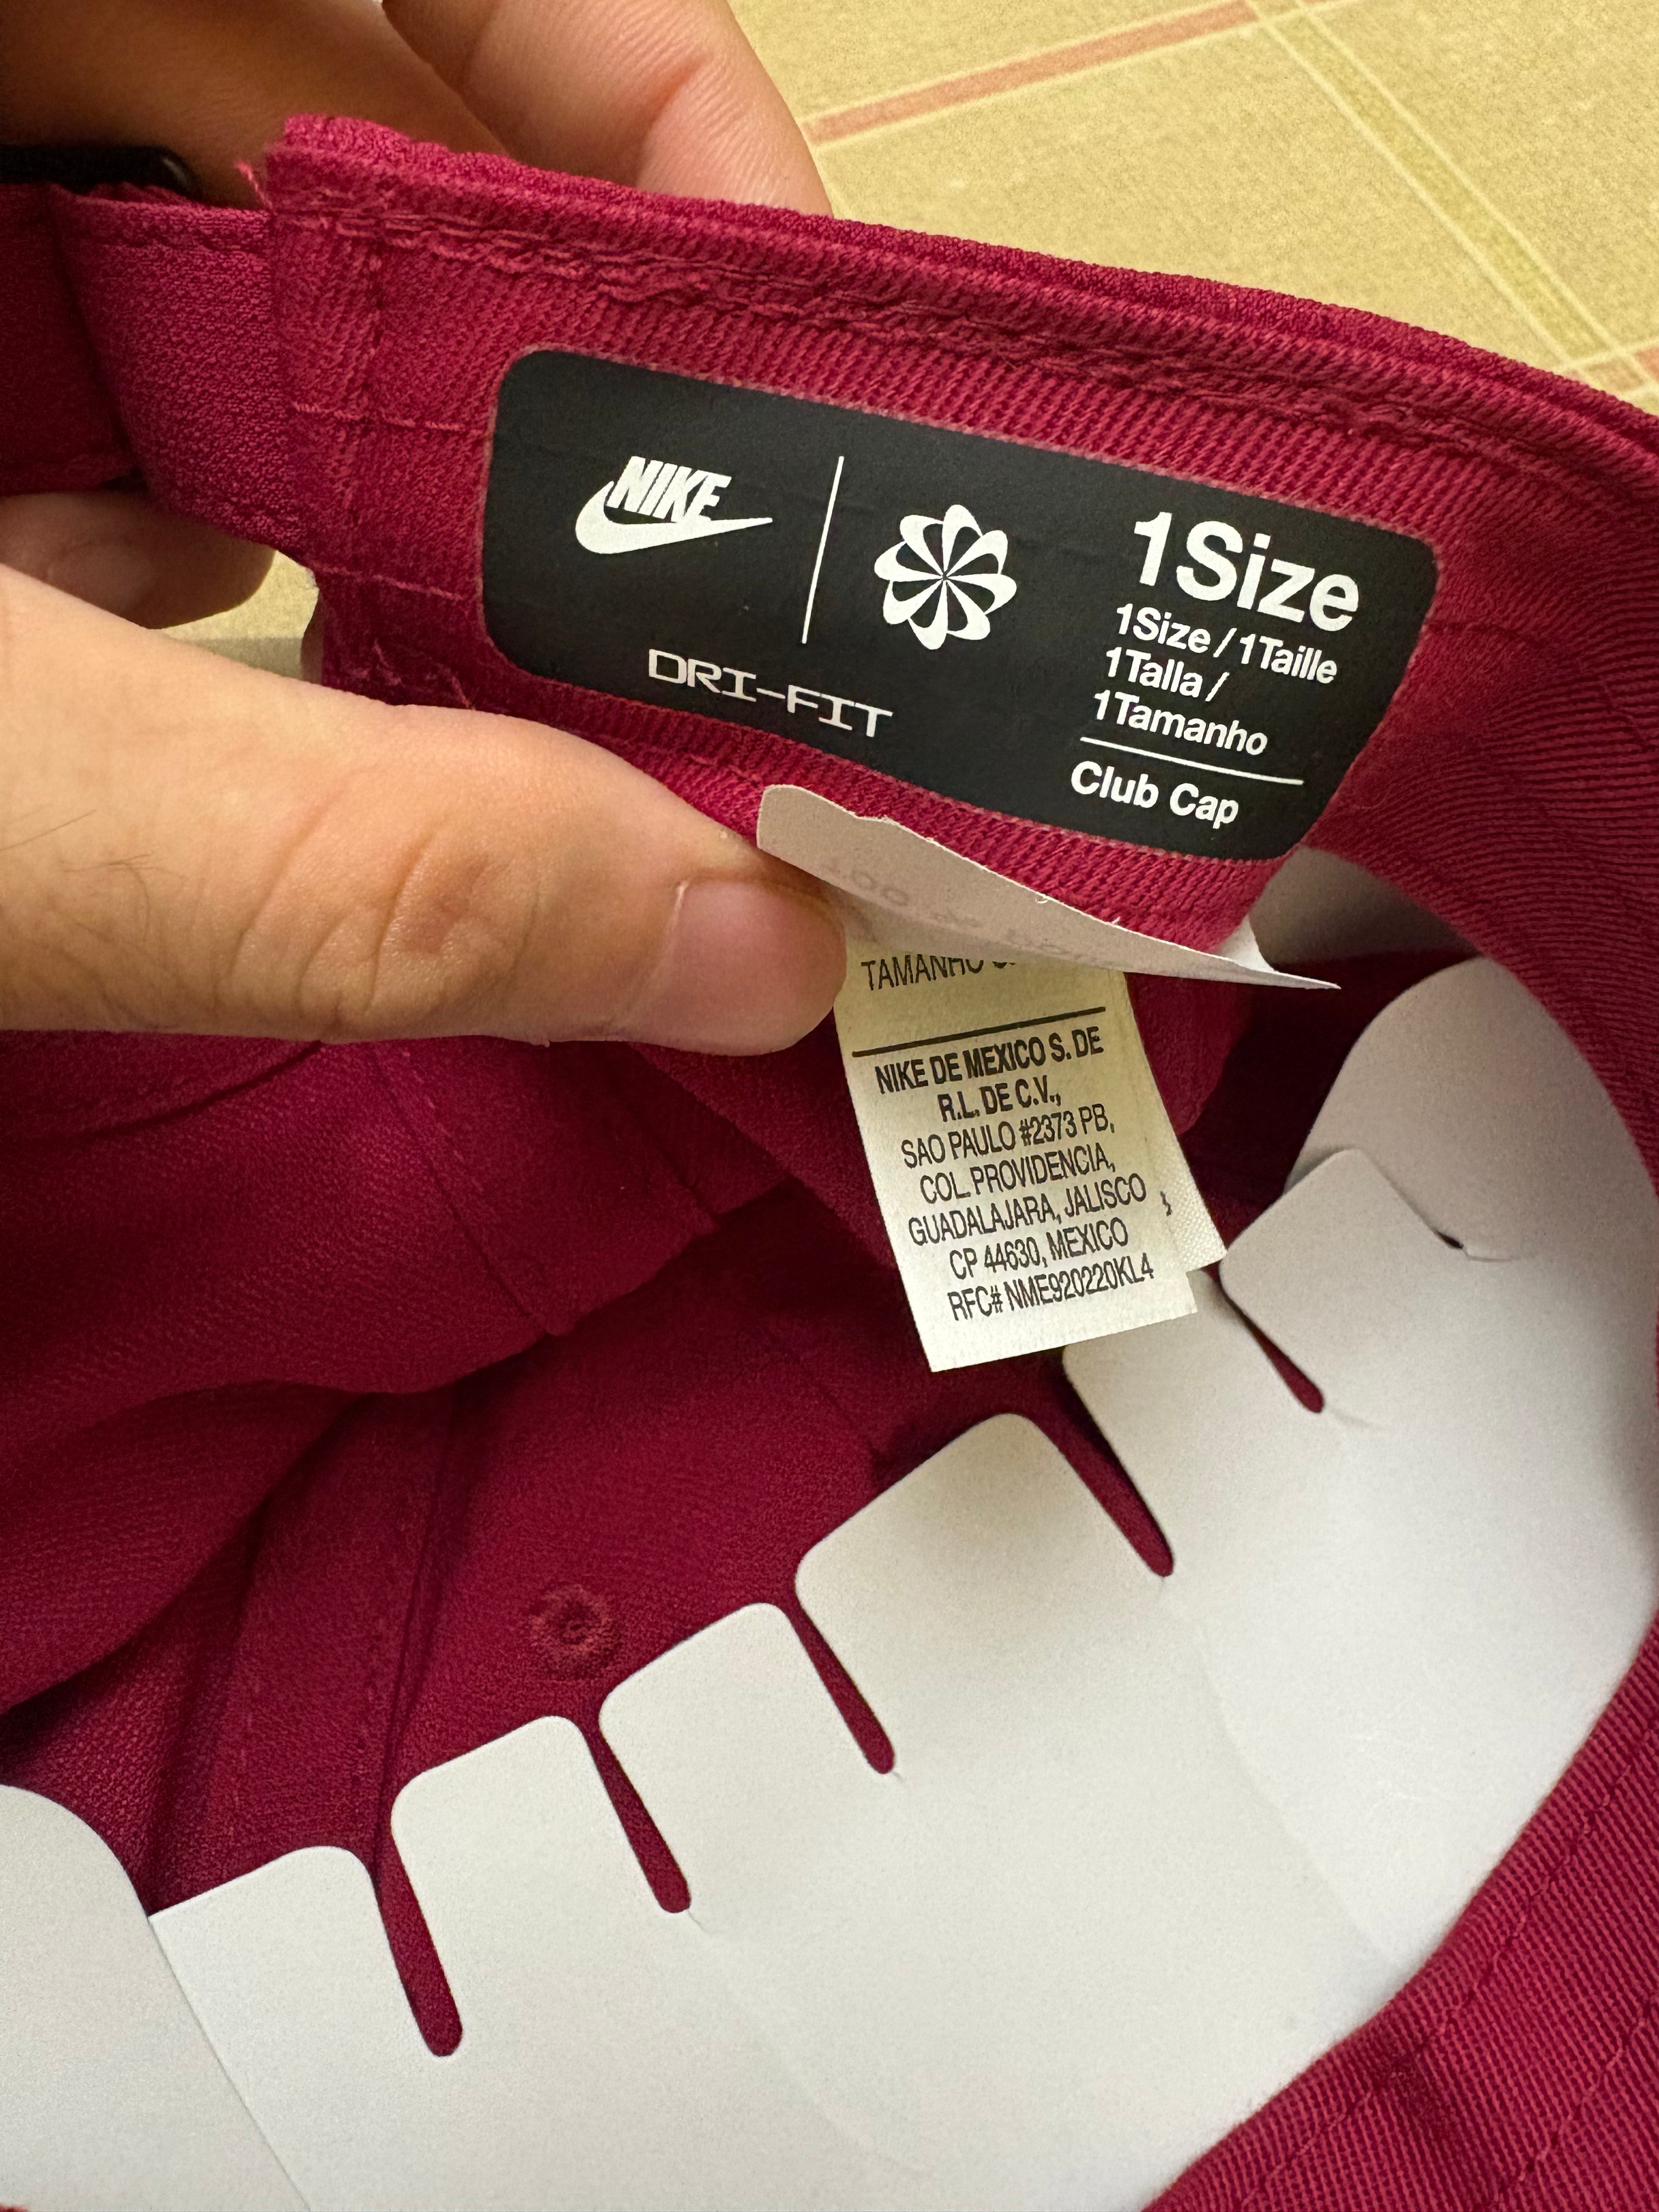 NIKE
DRI-FIT
1Size
1Size / 1Taille
1Talla /
1Tamanho
Club Cap
TAMANHO
NIKE DE MEXICO S. DE
R.L. DE C.V.,
SAO PAULO #2373 PB,
COL. PROVIDENCIA,
GUADALAJARA, JALISCO
CP 44630, MEXICO
RFC# NME920220KL4